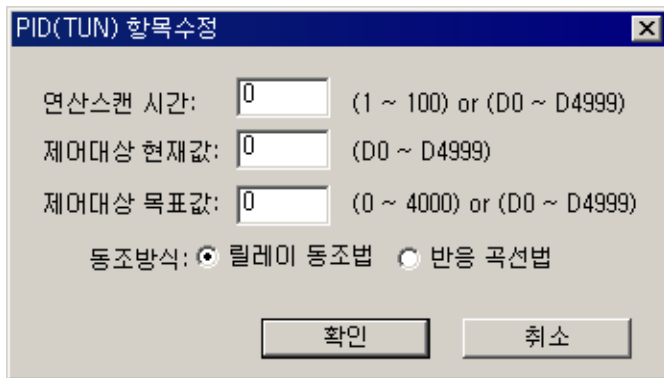 PID(TUN) 항목수정
연산스캔 시간: 0 (1 ~ 100) or (D0 ~ D4999)
제어대상 현재값: 0 (D0 ~ D4999)
제어대상 목표값: 0 (0 ~ 4000) or (D0 ~ D4999)
동조방식: 릴레이 동조법 반응 곡선법
확인 취소